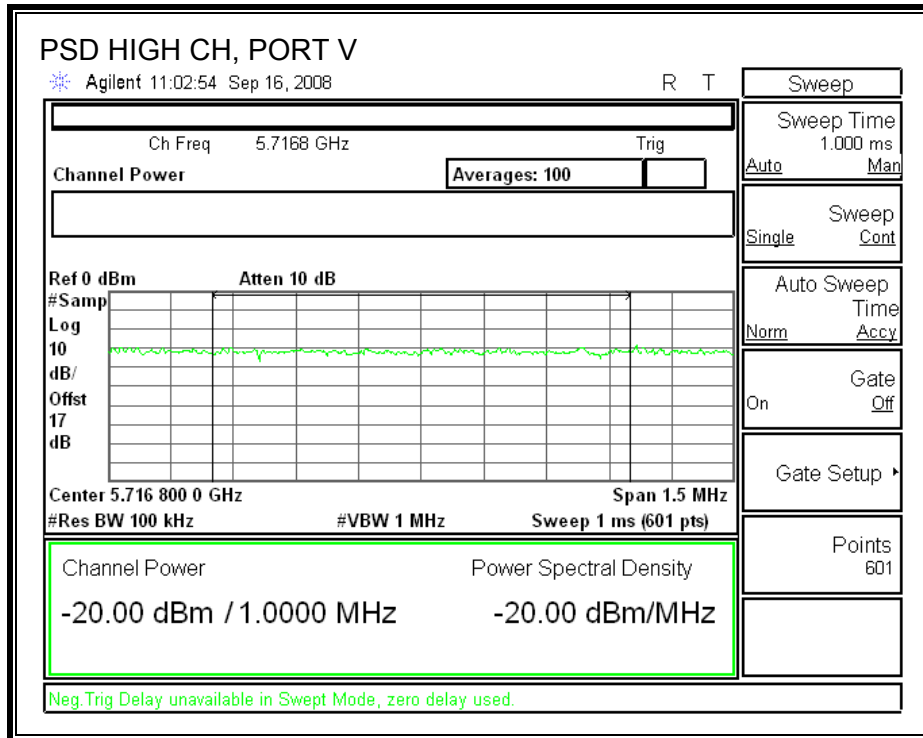 PSD HIGH CH, PORT V
Agilent 11:02:54 Sep 16, 2008 R T
Ch Freq 5.7168 GHz Trig
Channel Power Averages: 100
Ref 0 dBm Atten 10 dB
#Samp
Log
10
dB/
Offst
17
dB
Center 5.716 800 0 GHz Span 1.5 MHz
#Res BW 100 kHz #VBW 1 MHz Sweep 1 ms (601 pts)
Channel Power Power Spectral Density
-20.00 dBm / 1.0000 MHz -20.00 dBm/MHz
Neg.Trig Delay unavailable in Swept Mode, zero delay used.
Sweep
Sweep Time
1.000 ms
Auto Man
Sweep
Single Cont
Auto Sweep
Time
Norm Accy
Gate
On Off
Gate Setup
Points
601